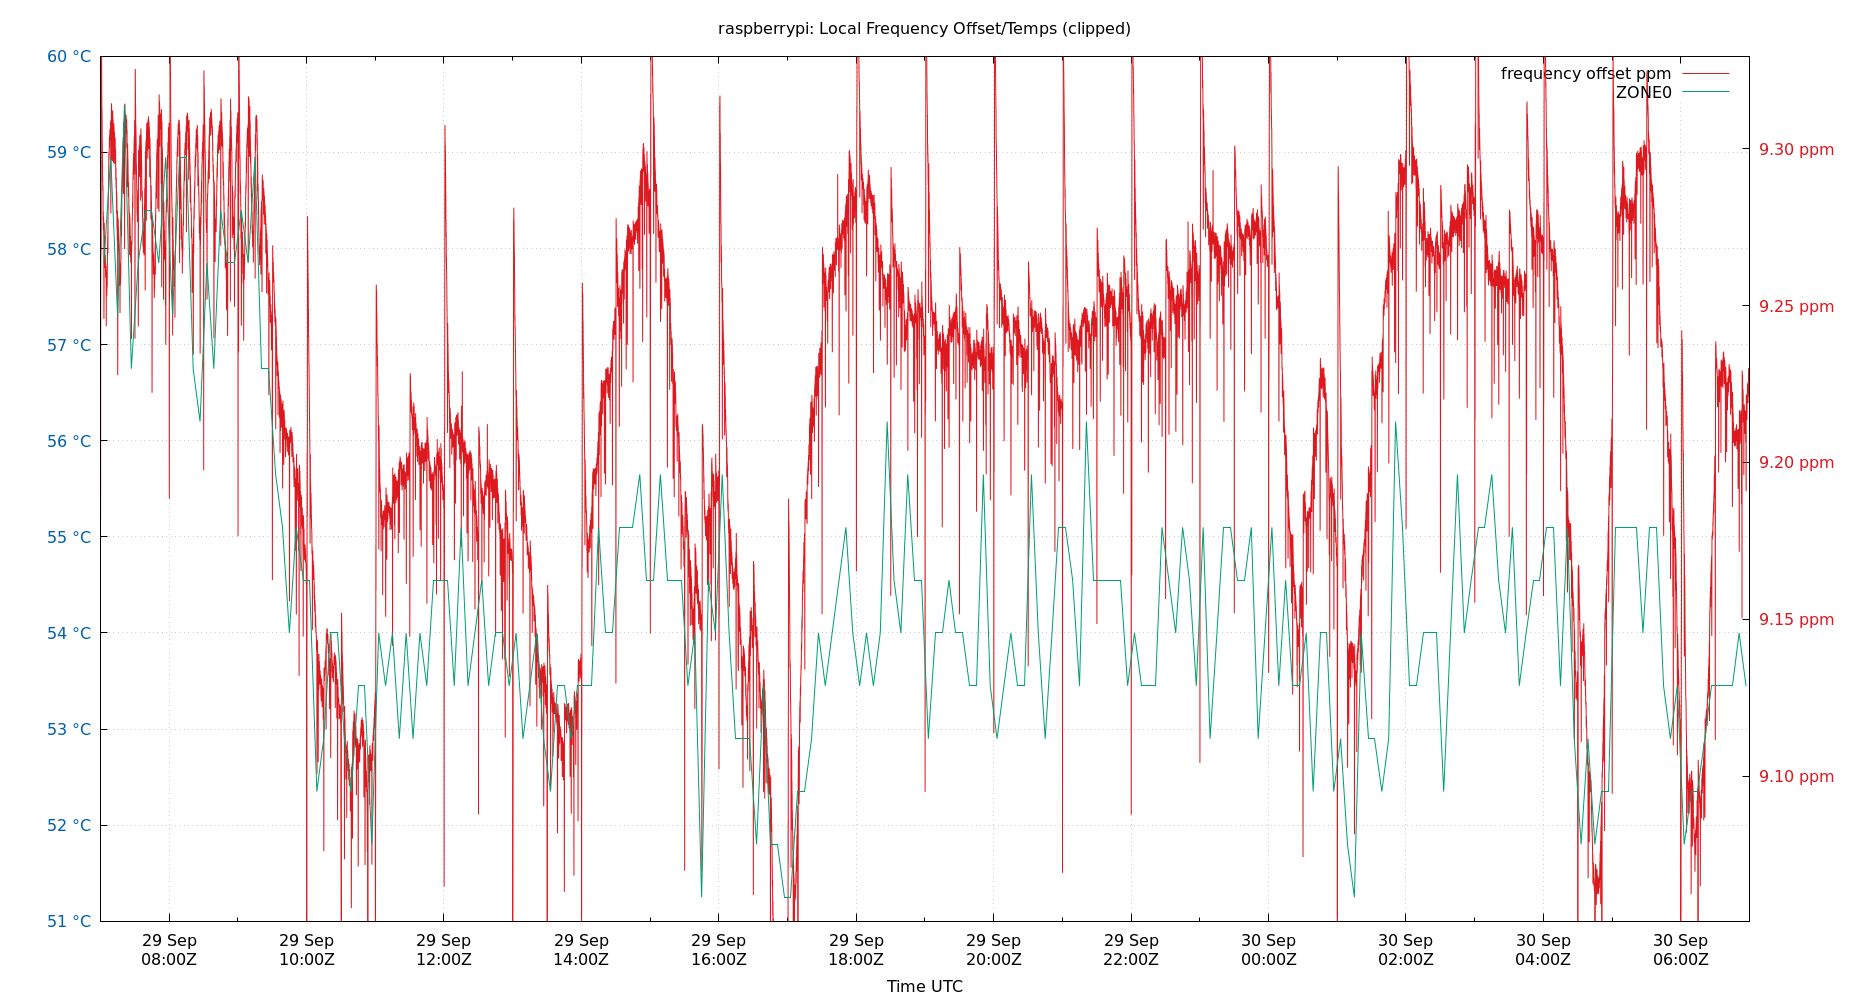 raspberrypi: Local Frequency Offset/Temps (clipped)
frequency offset ppm
ZONE0
60 °C
59 °C
58 °C
57 °C
56 °C
55 °C
54 °C
53 °C
52 °C
51 °C
9.30 ppm
9.25 ppm
9.20 ppm
9.15 ppm
9.10 ppm
29 Sep
08:00Z
29 Sep
10:00Z
29 Sep
12:00Z
29 Sep
14:00Z
29 Sep
16:00Z
29 Sep
18:00Z
29 Sep
20:00Z
29 Sep
22:00Z
30 Sep
00:00Z
30 Sep
02:00Z
30 Sep
04:00Z
30 Sep
06:00Z
Time UTC